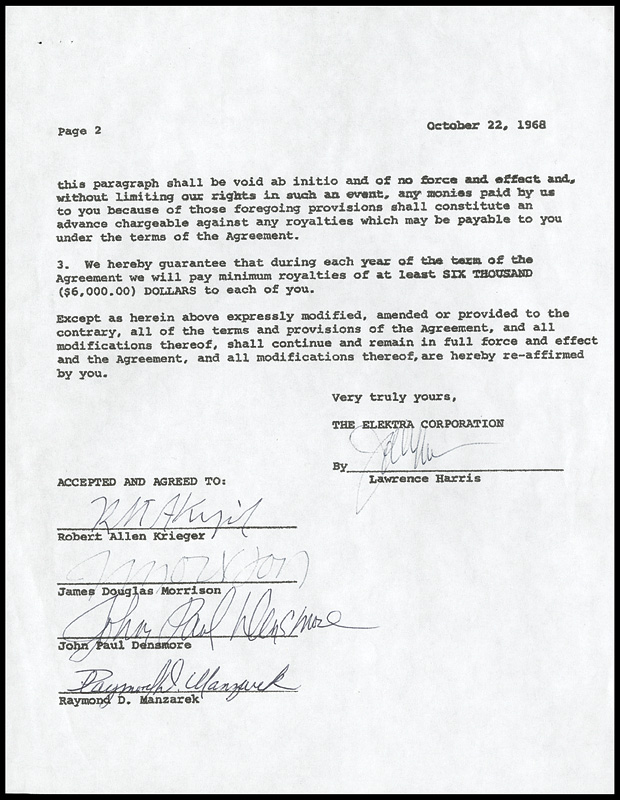 Page 2
October 22, 1968
this paragraph shall be void ab initio and of no force and effect and,
without limiting our rights in such an event, any monies paid by us
to you because of those foregoing provisions shall constitute an
advance chargeable against any royalties which may be payable to you
under the terms of the Agreement.
3. We hereby guarantee that during each year of the term of the
Agreement we will pay minimum royalties of at least SIX THOUSAND
($6,000.00) DOLLARS to each of you.
Except as herein above expressly modified, amended or provided to the
contrary, all of the terms and provisions of the Agreement, and all
modifications thereof, shall continue and remain in full force and effect
and the Agreement, and all modifications thereof, are hereby re-affirmed
by you.
Very truly yours,
THE ELEKTRA CORPORATION
By
Lawrence Harris
ACCEPTED AND AGREED TO:
Robert Allen Krieger
James Douglas Morrison
John Paul Densmore
John Paul Densmore
Raymond D. Manzarek
Raymond D. Manzarek